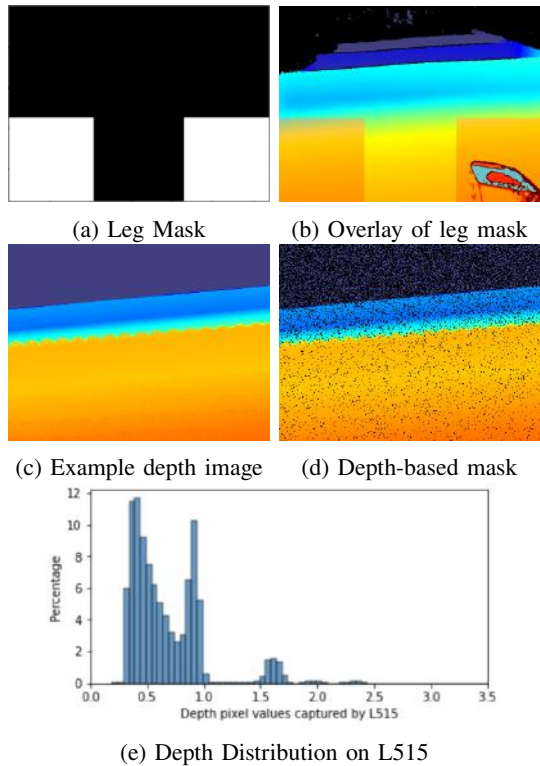 (a) Leg Mask
(b) Overlay of leg mask
(c) Example depth image
(d) Depth-based mask
12
10
8
6
4
2
0
Percentage
0.0 0.5 1.0 1.5 2.0 2.5 3.0 3.5
Depth pixel values captured by L515
(e) Depth Distribution on L515